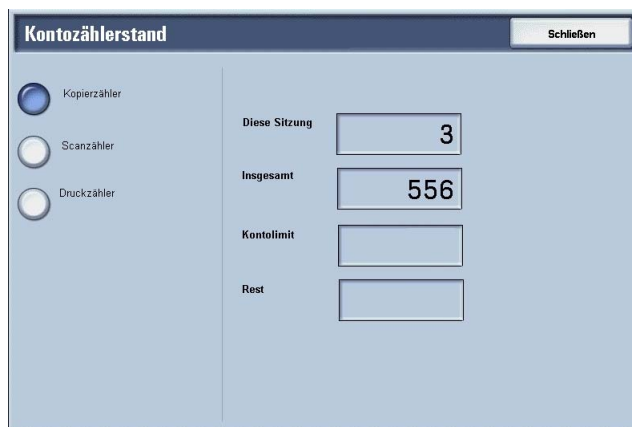 Kontozählerstand
Schließen
Kopierzähler
Scanzähler
Druckzähler
Diese Sitzung
3
Insgesamt
556
Kontolimit
Rest